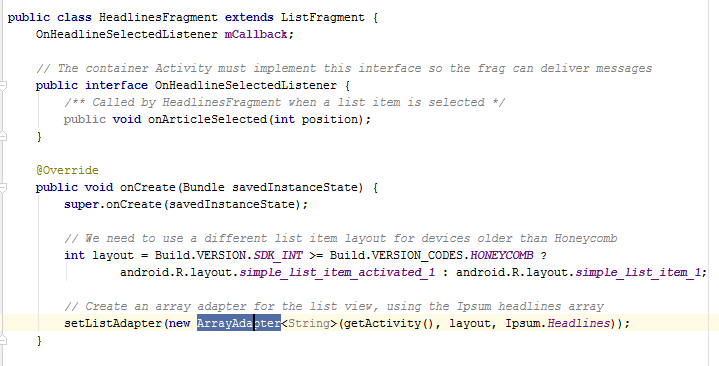 public class HeadlinesFragment extends ListFragment {
    OnHeadlineSelectedListener mCallback;

    // The container Activity must implement this interface so the frag can deliver messages
    public interface OnHeadlineSelectedListener {
        /** Called by HeadlinesFragment when a list item is selected */
        public void onArticleSelected(int position);
    }

    @Override
    public void onCreate(Bundle savedInstanceState) {
        super.onCreate(savedInstanceState);

        // We need to use a different list item layout for devices older than Honeycomb
        int layout = Build.VERSION.SDK_INT >= Build.VERSION_CODES.HONEYCOMB ?
                android.R.layout.simple_list_item_activated_1 : android.R.layout.simple_list_item_1;

        // Create an array adapter for the list view, using the Ipsum headlines array
        setListAdapter(new ArrayAdapter<String>(getActivity(), layout, Ipsum.Headlines));
    }